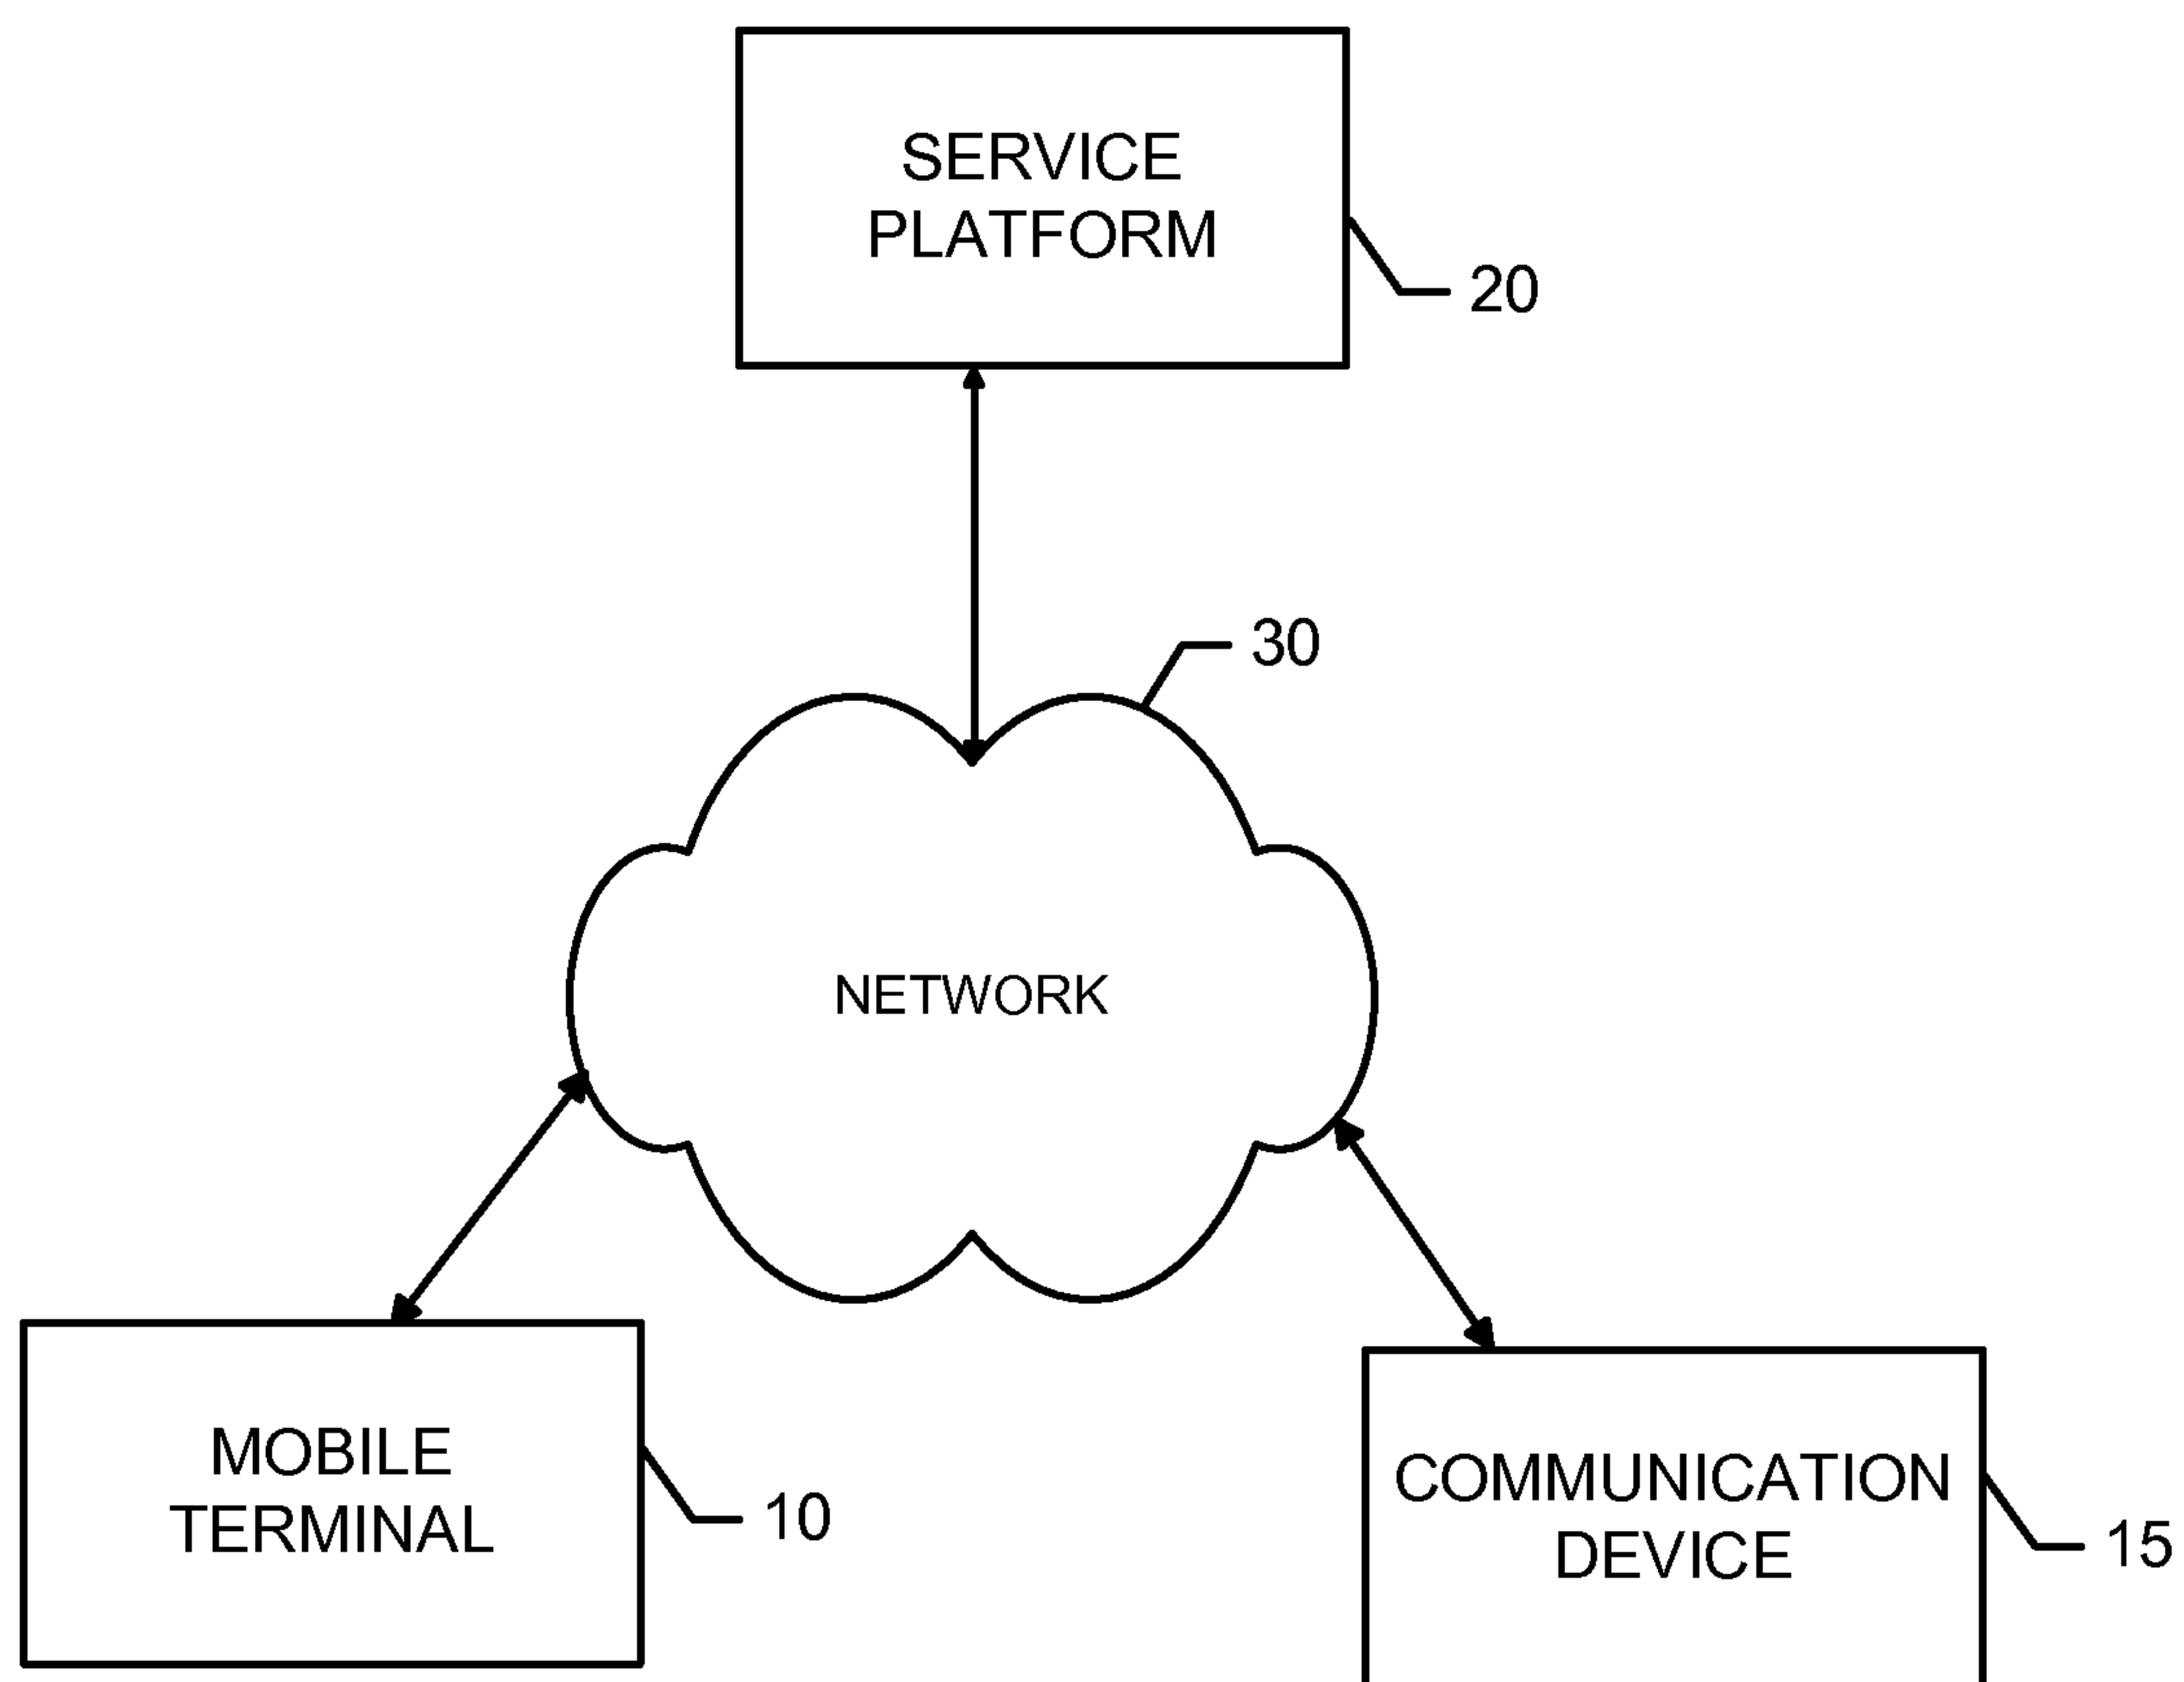 SERVICE
PLATFORM
20
30
NETWORK
MOBILE
TERMINAL
10
COMMUNICATION
DEVICE
15